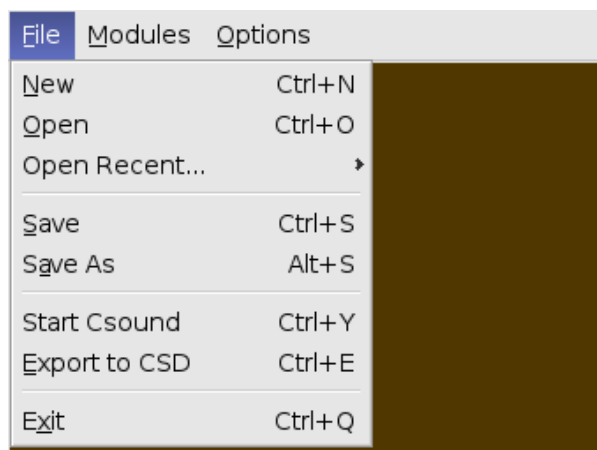 File Modules Options
New Ctrl+N
Open Ctrl+O
Open Recent...
Save Ctrl+S
Save As Alt+S
Start Csound Ctrl+Y
Export to CSD Ctrl+E
Exit Ctrl+Q